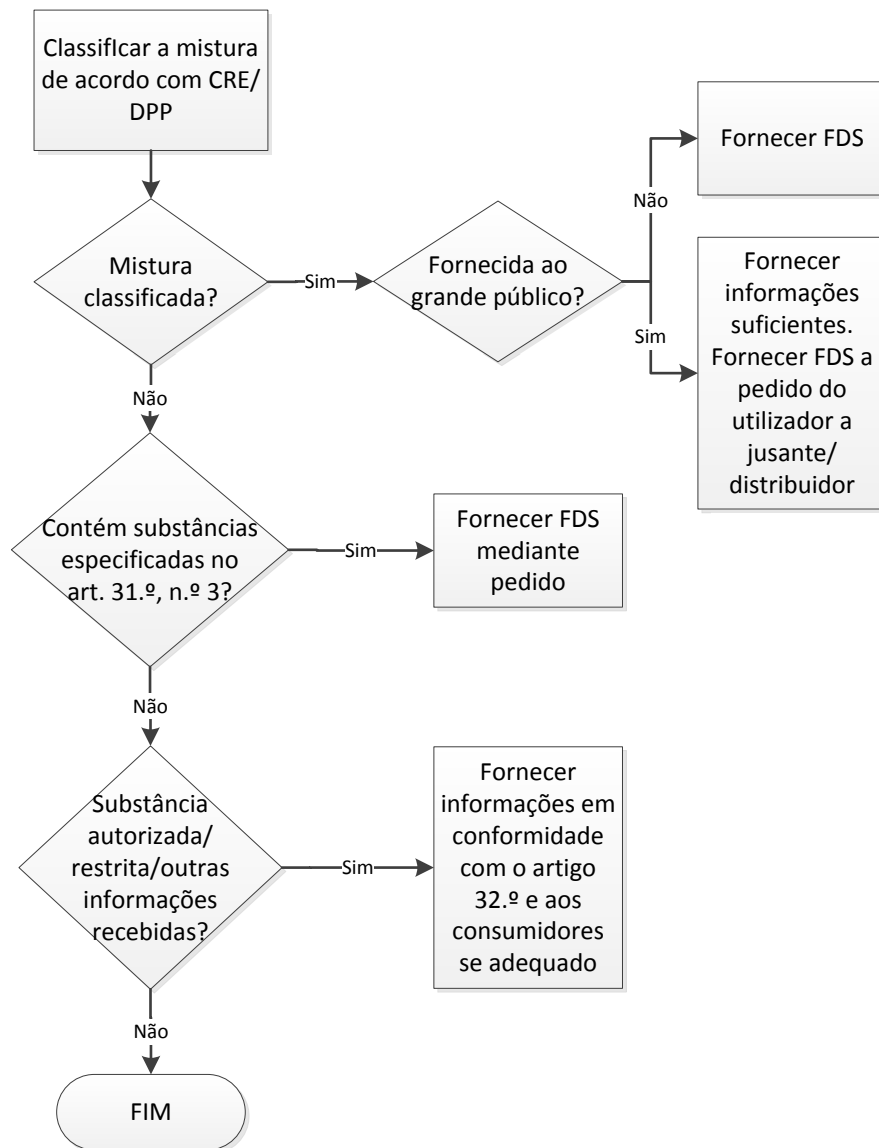 ClassifIcar a mistura
de acordo com CRE/
DPP
Fornecer FDS
Não
Mistura
classificada?
Sim
Fornecida ao
grande público?
Sim
Fornecer
informações
suficientes.
Fornecer FDS a
pedido do
utilizador a
jusante/
distribuidor
Não
Contém substâncias
especificadas no
art. 31.º, n.º 3?
Sim
Fornecer FDS
mediante
pedido
Não
Substância
autorizada/
restrita/outras
informações
recebidas?
Sim
Fornecer
informações em
conformidade
com o artigo
32.º e aos
consumidores
se adequado
Não
FIM